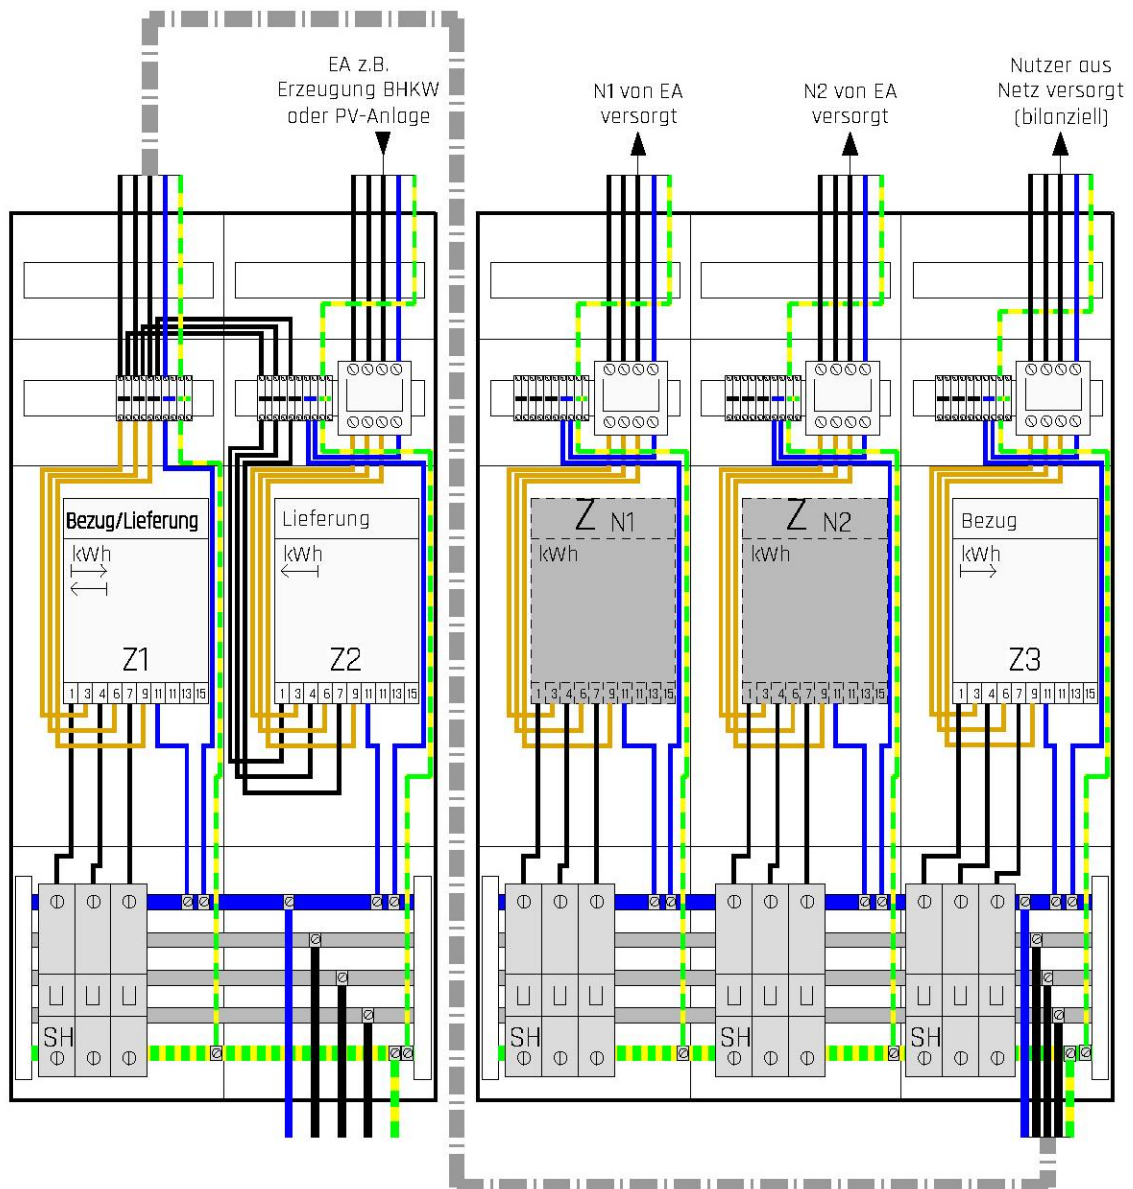 EA z.B.
Erzeugung BHKW
oder PV-Anlage
N1 von EA
versorgt
N2 von EA
versorgt
Nutzer aus
Netz versorgt
(bilanziell)
Bezug/Lieferung
kWh
Z1
1 3 4 6 7 9 11 11 13 15
Lieferung
kWh
Z2
1 3 4 6 7 9 11 11 13 15
Z N1
kWh
1 3 4 6 7 9 11 11 13 15
Z N2
kWh
1 3 4 6 7 9 11 11 13 15
Bezug
kWh
Z3
1 3 4 6 7 9 11 11 13 15
SH
SH
SH
SH